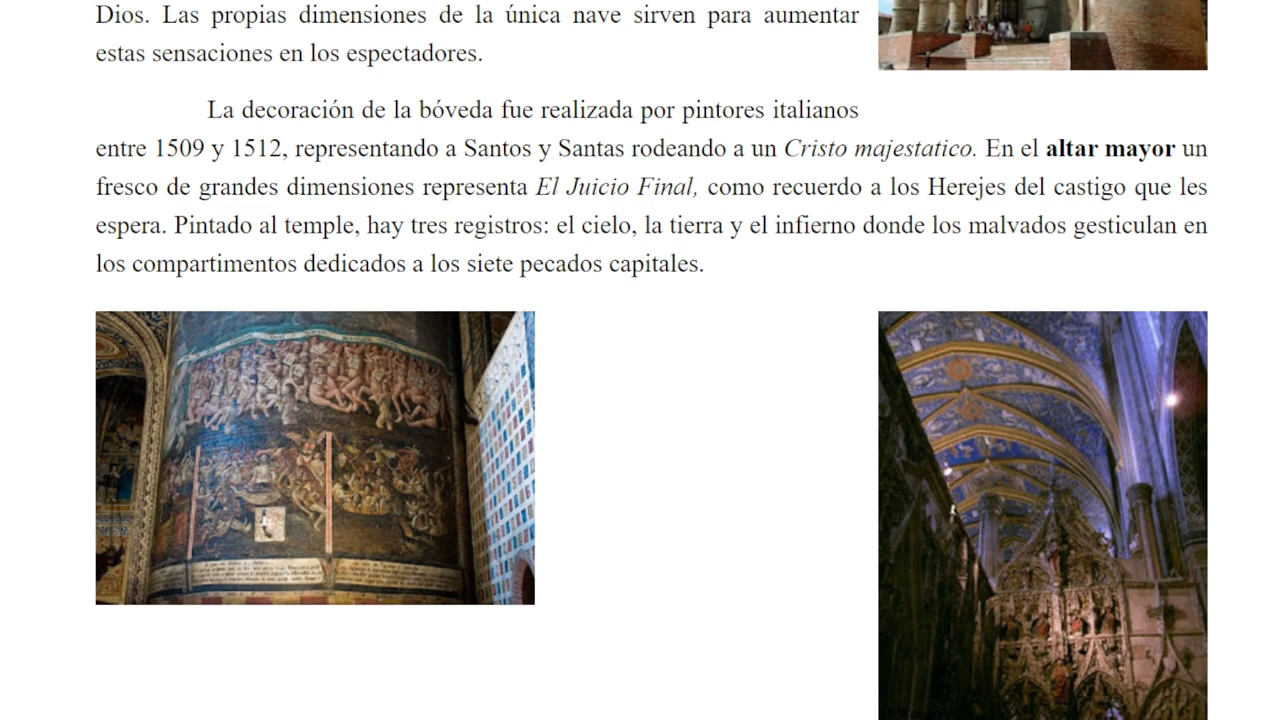 Dios. Las propias dimensiones de la única nave sirven para aumentar
estas sensaciones en los espectadores.
La decoración de la bóveda fue realizada por pintores italianos
entre 1509 y 1512, representando a Santos y Santas rodeando a un Cristo majestatico. En el altar mayor un
fresco de grandes dimensiones representa El Juicio Final, como recuerdo a los Herejes del castigo que les
espera. Pintado al temple, hay tres registros: el cielo, la tierra y el infierno donde los malvados gesticulan en
los compartimentos dedicados a los siete pecados capitales.